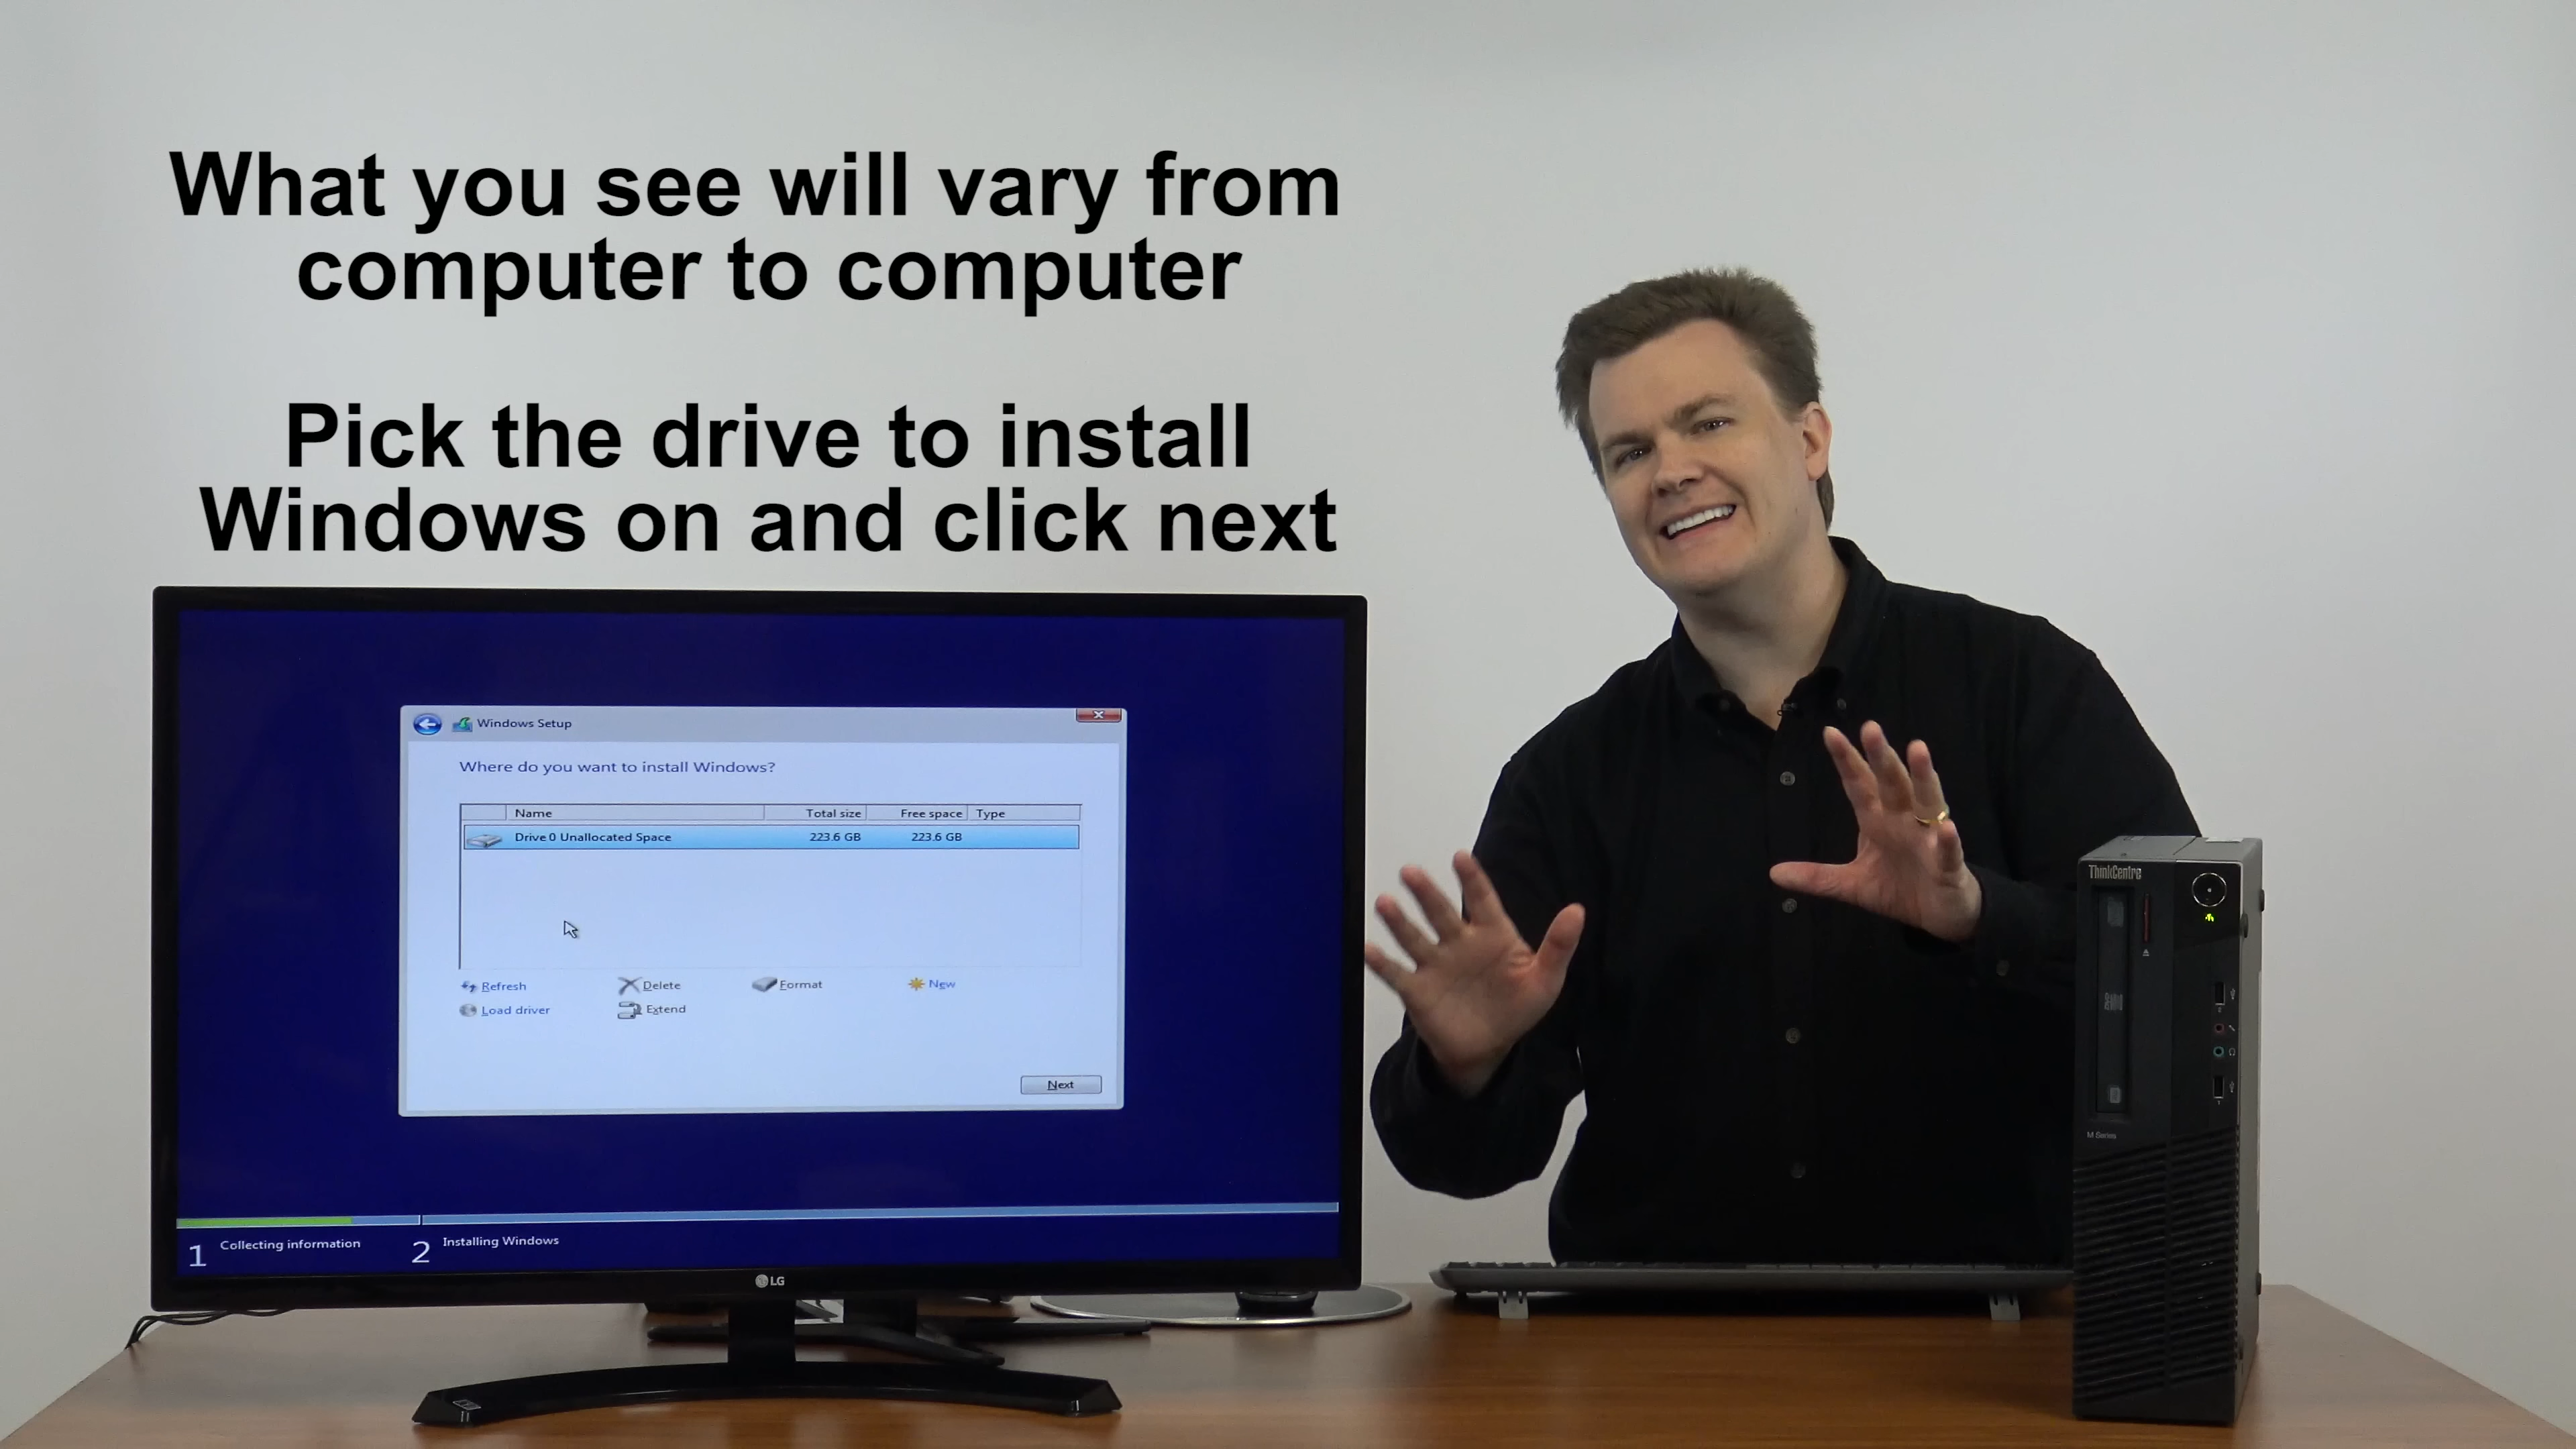 What you see will vary from
computer to computer
Pick the drive to install
Windows on and click next
Windows Setup
Where do you want to install Windows?
Name Total size Free space Type
Drive 0 Unallocated Space 223.6 GB 223.6 GB
Refresh Delete Format New
Load driver Extend
Next
1 Collecting information 2 Installing Windows
LG
ThinkCentre
M Series